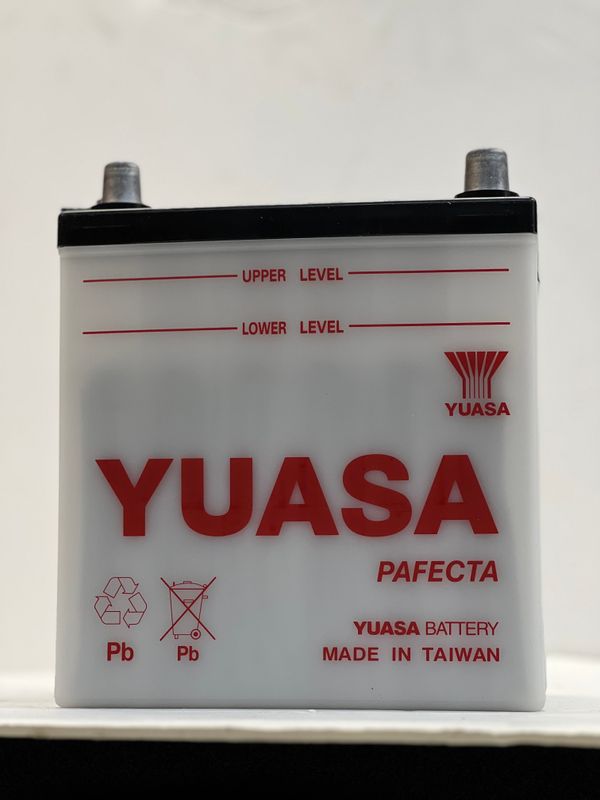 UPPER LEVEL
LOWER LEVEL
YUASA
YUASA
PAFECTA
Pb
Pb
YUASA BATTERY
MADE IN TAIWAN